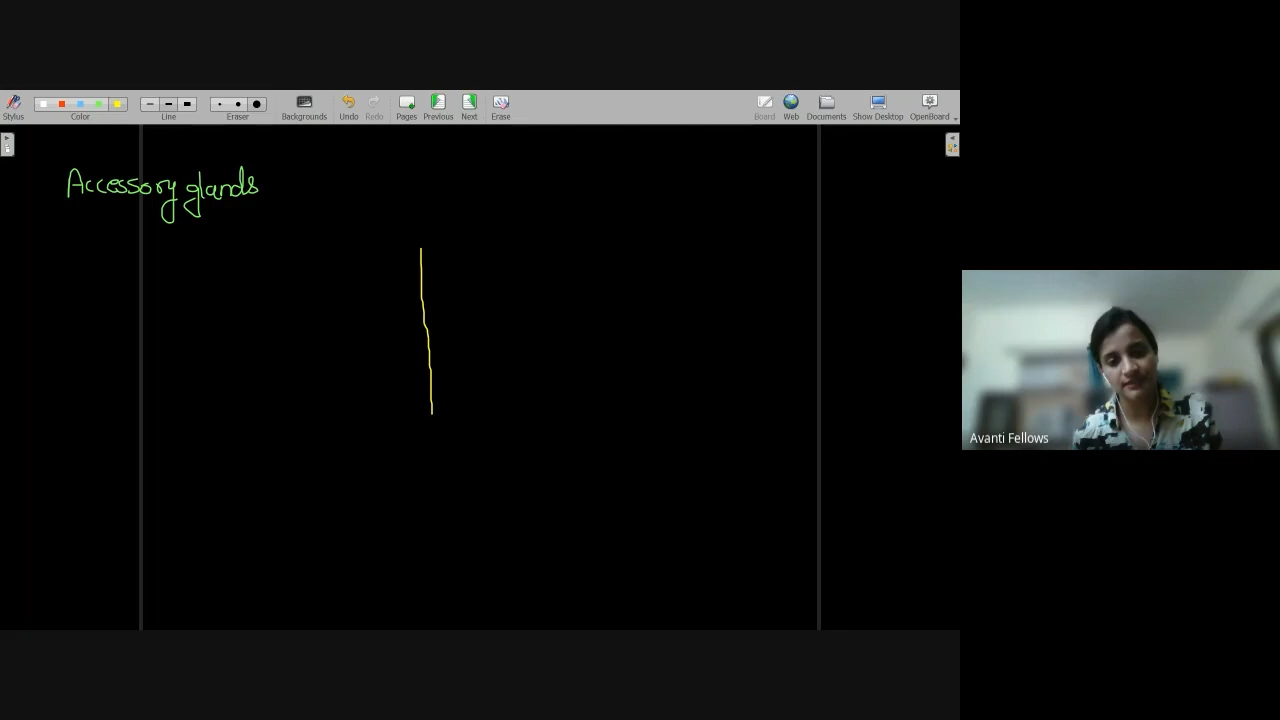 Stylus
Color
Line
Eraser
Backgrounds
Undo
Redo
Pages
Previous
Next
Erase
Board
Web
Documents
Show Desktop
OpenBoard
Accessory glands
Avanti Fellows